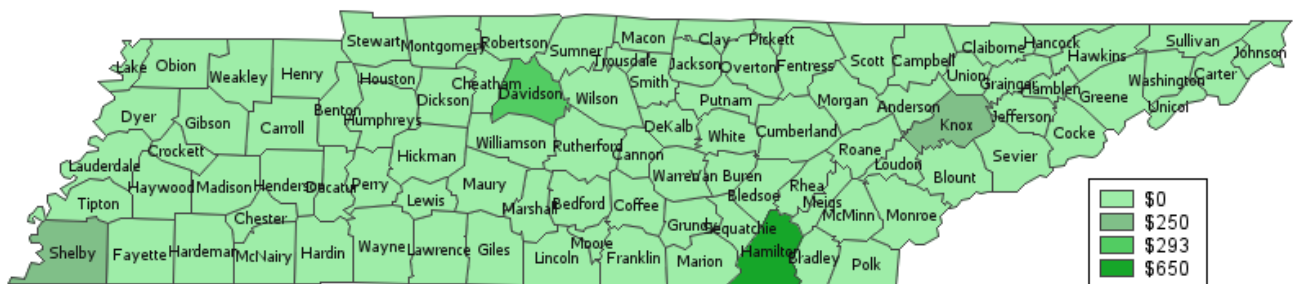 Stewart
Montgomery
Robertson
Sumner
Macon
Trousdale
Clay
Pickett
Jackson
Overton
Fentress
Scott
Campbell
Claiborne
Hancock
Hawkins
Sullivan
Johnson
Lake
Obion
Weakley
Henry
Houston
Cheatham
Davidson
Wilson
Smith
Union
Grainger
Hamblen
Greene
Washington
Carter
Unicoi
Dyer
Gibson
Carroll
Benton
Humphreys
Dickson
Putnam
Morgan
Anderson
Knox
Jefferson
Cocke
Crockett
Hickman
Williamson
Rutherford
Cannon
DeKalb
White
Cumberland
Roane
Loudon
Blount
Sevier
Lauderdale
Haywood
Madison
Henderson
Decatur
Perry
Lewis
Maury
Marshall
Bedford
Coffee
Warren
Van Buren
Bledsoe
Rhea
Meigs
McMinn
Monroe
Tipton
Chester
Grundy
Sequatchie
Shelby
Fayette
Hardeman
McNairy
Hardin
Wayne
Lawrence
Giles
Lincoln
Moore
Franklin
Marion
Hamilton
Bradley
Polk
$0
$250
$293
$650